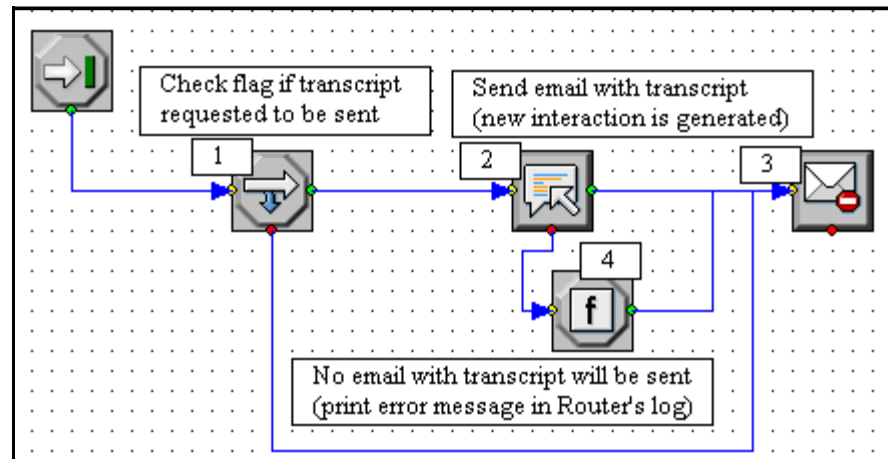 Check flag if transcript
requested to be sent
Send email with transcript
(new interaction is generated)
1
2
3
4
f
No email with transcript will be sent
(print error message in Router's log)